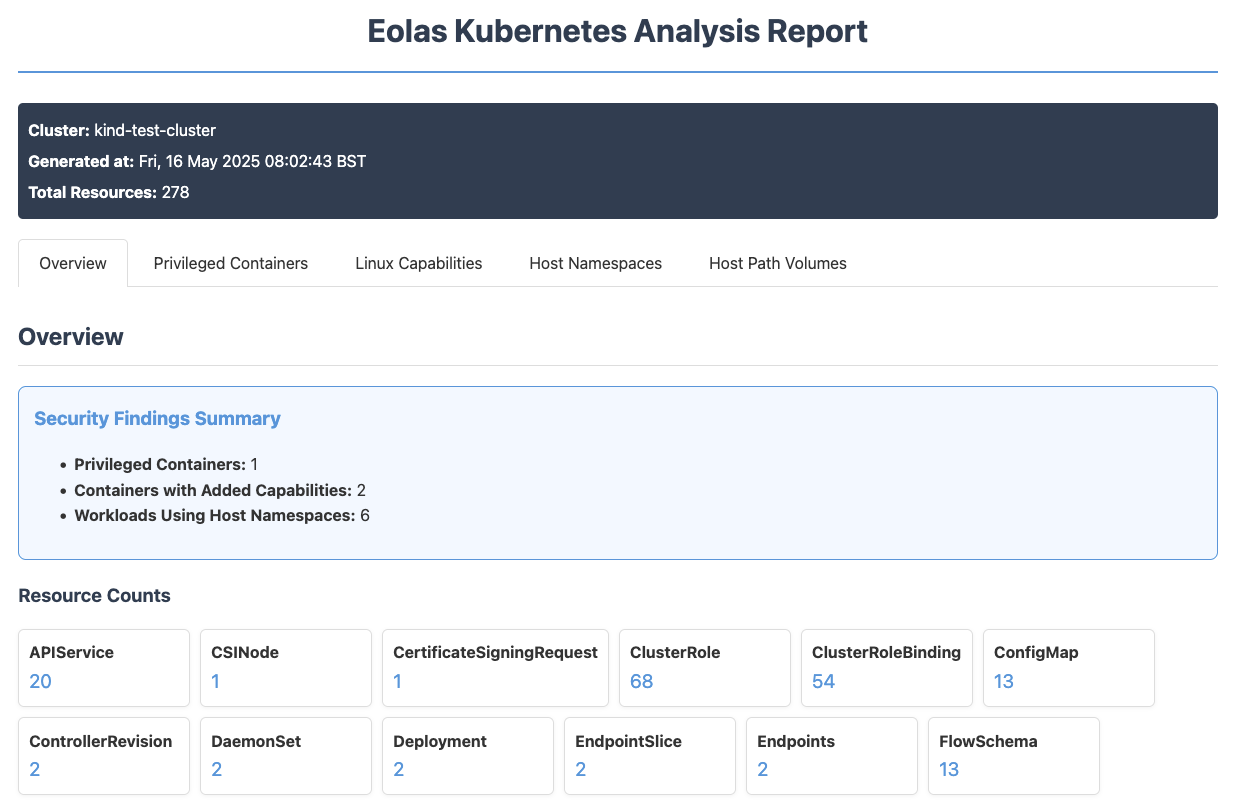 Eolas Kubernetes Analysis Report
Cluster: kind-test-cluster
Generated at: Fri, 16 May 2025 08:02:43 BST
Total Resources: 278
Overview Privileged Containers Linux Capabilities Host Namespaces Host Path Volumes
Overview
Security Findings Summary
• Privileged Containers: 1
• Containers with Added Capabilities: 2
• Workloads Using Host Namespaces: 6
Resource Counts
APIService CSINode CertificateSigningRequest ClusterRole ClusterRoleBinding ConfigMap
20 1 1 68 54 13
ControllerRevision DaemonSet Deployment EndpointSlice Endpoints FlowSchema
2 2 2 2 2 13